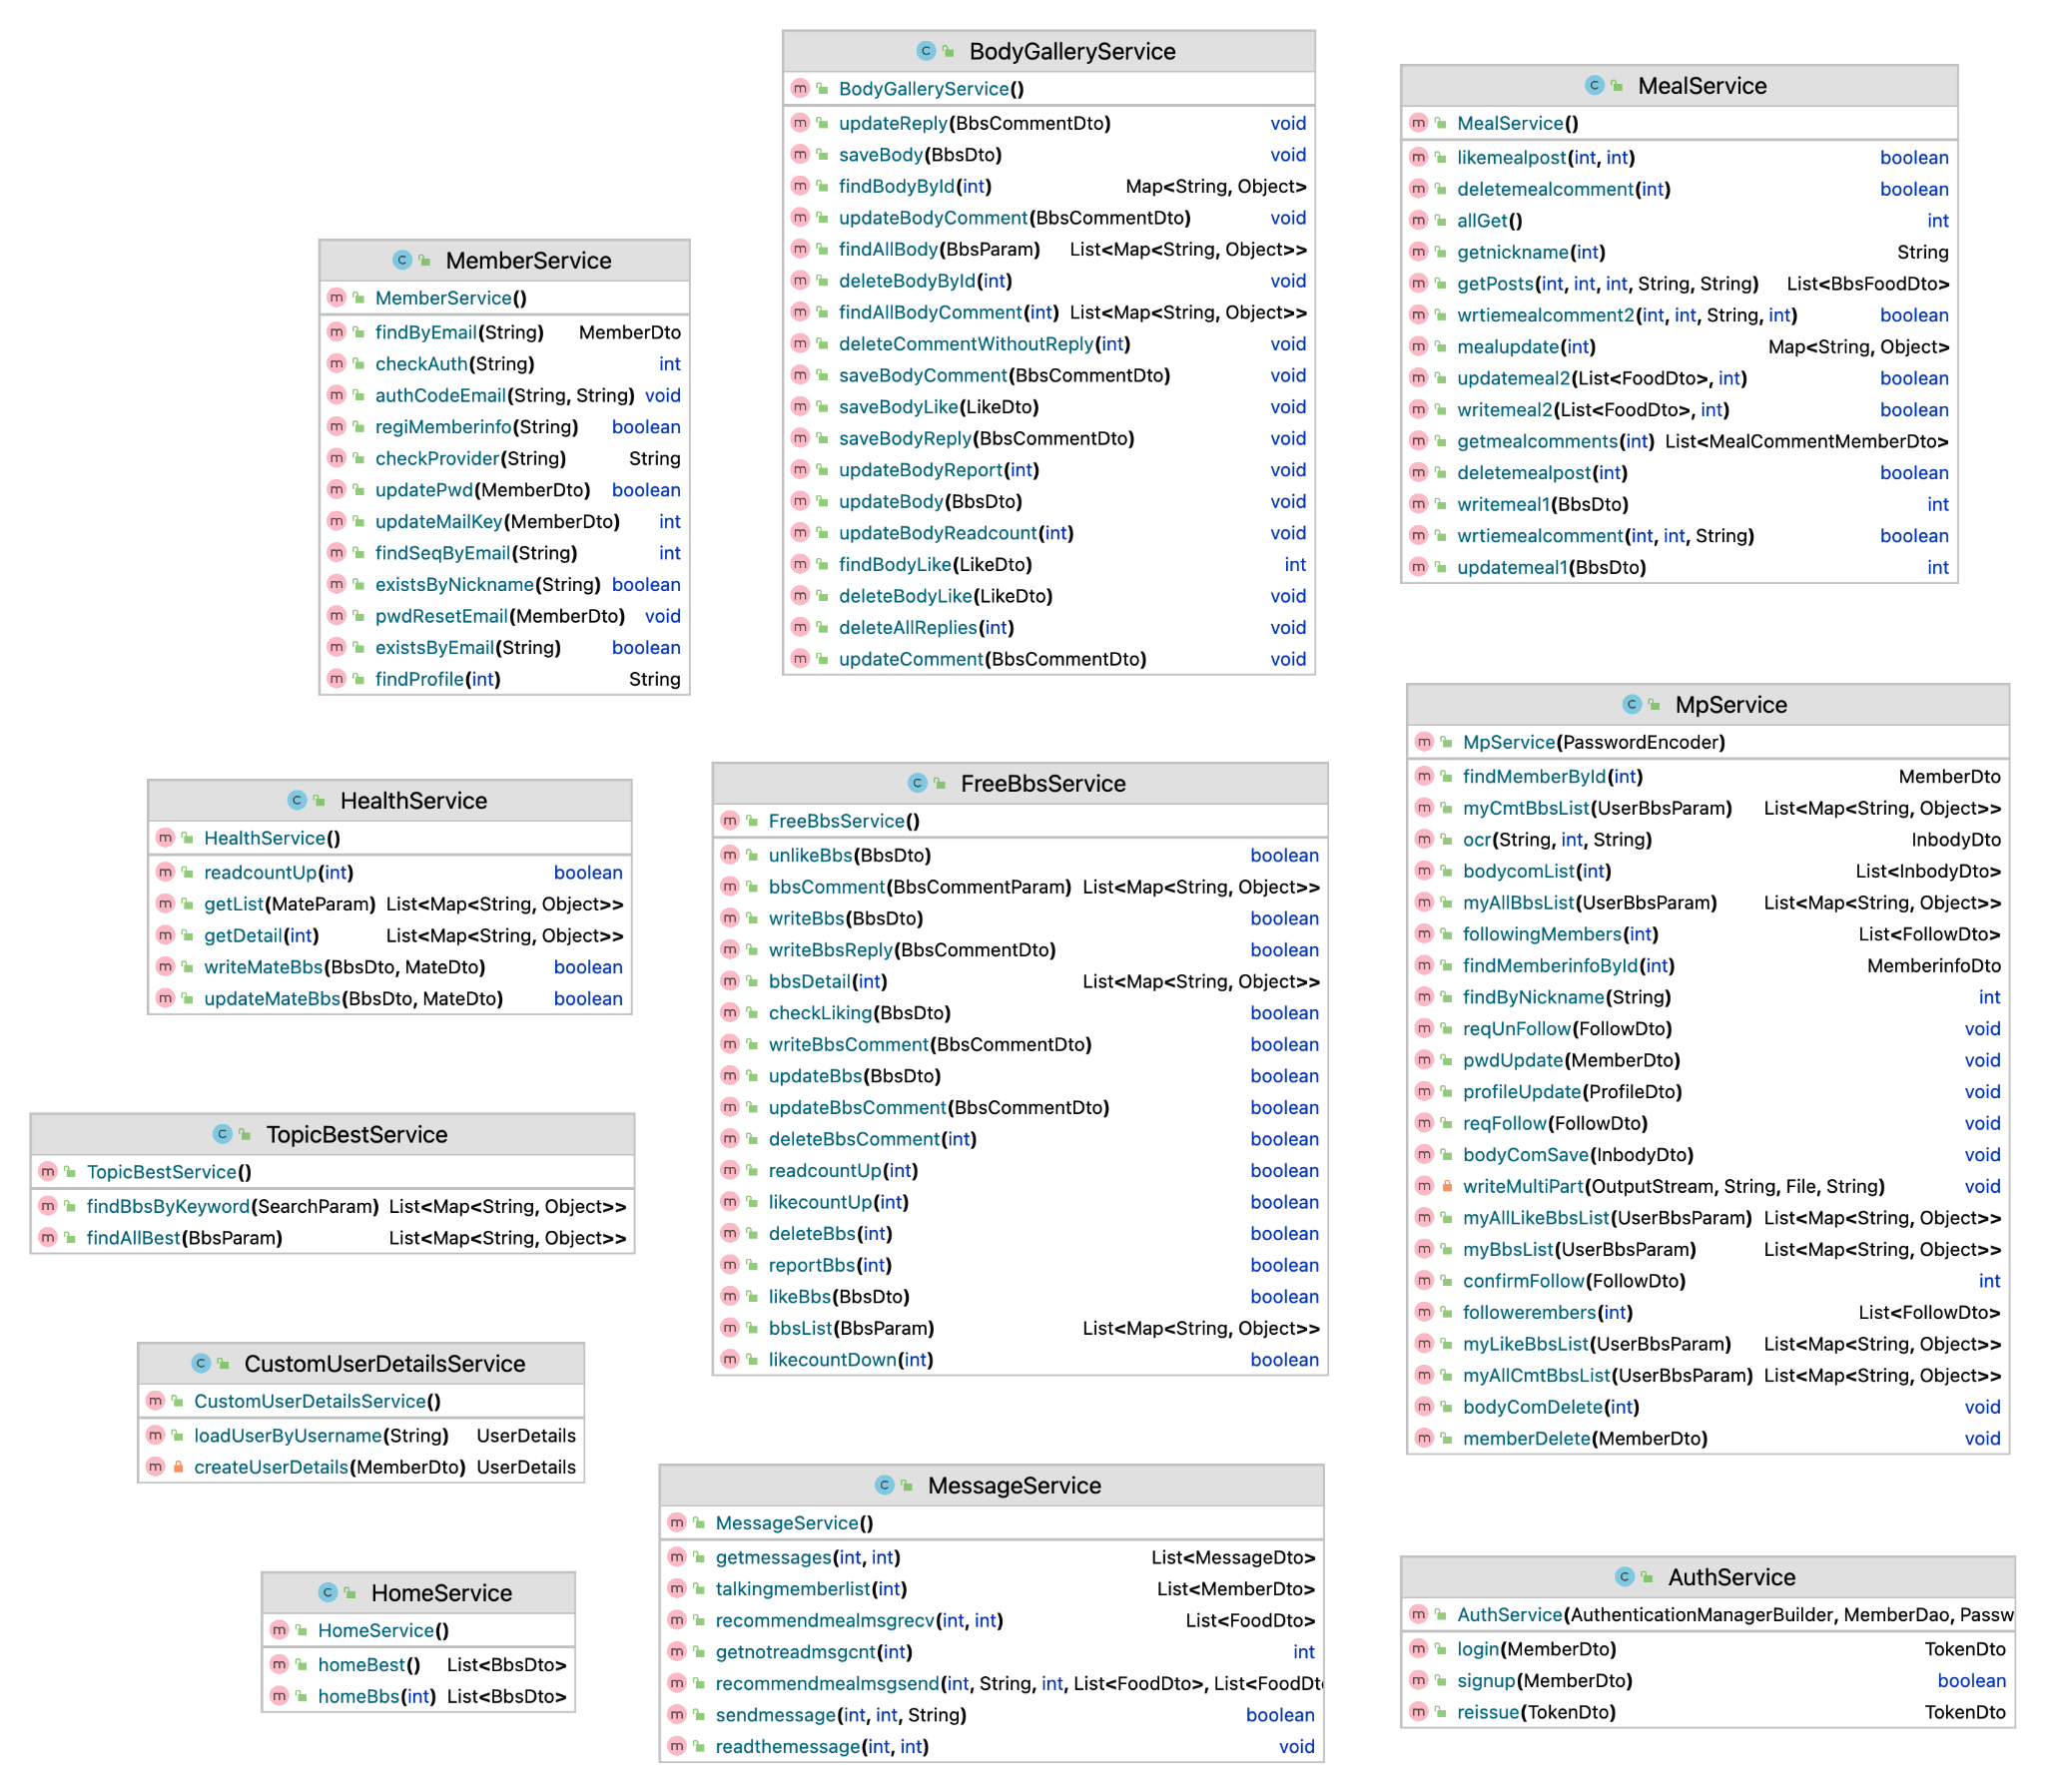 BodyGalleryService
BodyGalleryService()
updateReply(BbsCommentDto) void
saveBody(BbsDto) void
findBodyById(int) Map<String, Object>
updateBodyComment(BbsCommentDto) void
findAllBody(BbsParam) List<Map<String, Object>>
deleteBodyById(int) void
findAllBodyComment(int) List<Map<String, Object>>
deleteCommentWithoutReply(int) void
saveBodyComment(BbsCommentDto) void
saveBodyLike(LikeDto) void
saveBodyReply(BbsCommentDto) void
updateBodyReport(int) void
updateBody(BbsDto) void
updateBodyReadcount(int) void
findBodyLike(LikeDto) int
deleteBodyLike(LikeDto) void
deleteAllReplies(int) void
updateComment(BbsCommentDto) void
MealService
MealService()
likemealpost(int, int) boolean
deletemealcomment(int) boolean
allGet() int
getnickname(int) String
getPosts(int, int, int, String, String) List<BbsFoodDto>
wrtiemealcomment2(int, int, String, int) boolean
mealupdate(int) Map<String, Object>
updatemeal2(List<FoodDto>, int) boolean
writemeal2(List<FoodDto>, int) boolean
getmealcomments(int) List<MealCommentMemberDto>
deletemealpost(int) boolean
writemeal1(BbsDto) int
wrtiemealcomment(int, int, String) boolean
updatemeal1(BbsDto) int
MemberService
MemberService()
findByEmail(String) MemberDto
checkAuth(String) int
authCodeEmail(String, String) void
regiMemberinfo(String) boolean
checkProvider(String) String
updatePwd(MemberDto) boolean
updateMailKey(MemberDto) int
findSeqByEmail(String) int
existsByNickname(String) boolean
pwdResetEmail(MemberDto) void
existsByEmail(String) boolean
findProfile(int) String
MpService
MpService(PasswordEncoder)
findMemberById(int) MemberDto
myCmtBbsList(UserBbsParam) List<Map<String, Object>>
ocr(String, int, String) InbodyDto
bodycomList(int) List<InbodyDto>
myAllBbsList(UserBbsParam) List<Map<String, Object>>
followingMembers(int) List<FollowDto>
findMemberinfoById(int) MemberinfoDto
findByNickname(String) int
reqUnFollow(FollowDto) void
pwdUpdate(MemberDto) void
profileUpdate(ProfileDto) void
reqFollow(FollowDto) void
bodyComSave(InbodyDto) void
writeMultiPart(OutputStream, String, File, String) void
myAllLikeBbsList(UserBbsParam) List<Map<String, Object>>
myBbsList(UserBbsParam) List<Map<String, Object>>
confirmFollow(FollowDto) int
followerembers(int) List<FollowDto>
myLikeBbsList(UserBbsParam) List<Map<String, Object>>
myAllCmtBbsList(UserBbsParam) List<Map<String, Object>>
bodyComDelete(int) void
memberDelete(MemberDto) void
HealthService
HealthService()
readcountUp(int) boolean
getList(MateParam) List<Map<String, Object>>
getDetail(int) List<Map<String, Object>>
writeMateBbs(BbsDto, MateDto) boolean
updateMateBbs(BbsDto, MateDto) boolean
FreeBbsService
FreeBbsService()
unlikeBbs(BbsDto) boolean
bbsComment(BbsCommentParam) List<Map<String, Object>>
writeBbs(BbsDto) boolean
writeBbsReply(BbsCommentDto) boolean
bbsDetail(int) List<Map<String, Object>>
checkLiking(BbsDto) boolean
writeBbsComment(BbsCommentDto) boolean
updateBbs(BbsDto) boolean
updateBbsComment(BbsCommentDto) boolean
deleteBbsComment(int) boolean
readcountUp(int) boolean
likecountUp(int) boolean
deleteBbs(int) boolean
reportBbs(int) boolean
likeBbs(BbsDto) boolean
bbsList(BbsParam) List<Map<String, Object>>
likecountDown(int) boolean
TopicBestService
TopicBestService()
findBbsByKeyword(SearchParam) List<Map<String, Object>>
findAllBest(BbsParam) List<Map<String, Object>>
CustomUserDetailsService
CustomUserDetailsService()
loadUserByUsername(String) UserDetails
createUserDetails(MemberDto) UserDetails
MessageService
MessageService()
getmessages(int, int) List<MessageDto>
talkingmemberlist(int) List<MemberDto>
recommendmealmsgrecv(int, int) List<FoodDto>
getnotreadmsgcnt(int) int
recommendmealmsgsend(int, String, int, List<FoodDto>, List<FoodDt
sendmessage(int, int, String) boolean
readthemessage(int, int) void
HomeService
HomeService()
homeBest() List<BbsDto>
homeBbs(int) List<BbsDto>
AuthService
AuthService(AuthenticationManagerBuilder, MemberDao, Passw
login(MemberDto) TokenDto
signup(MemberDto) boolean
reissue(TokenDto) TokenDto